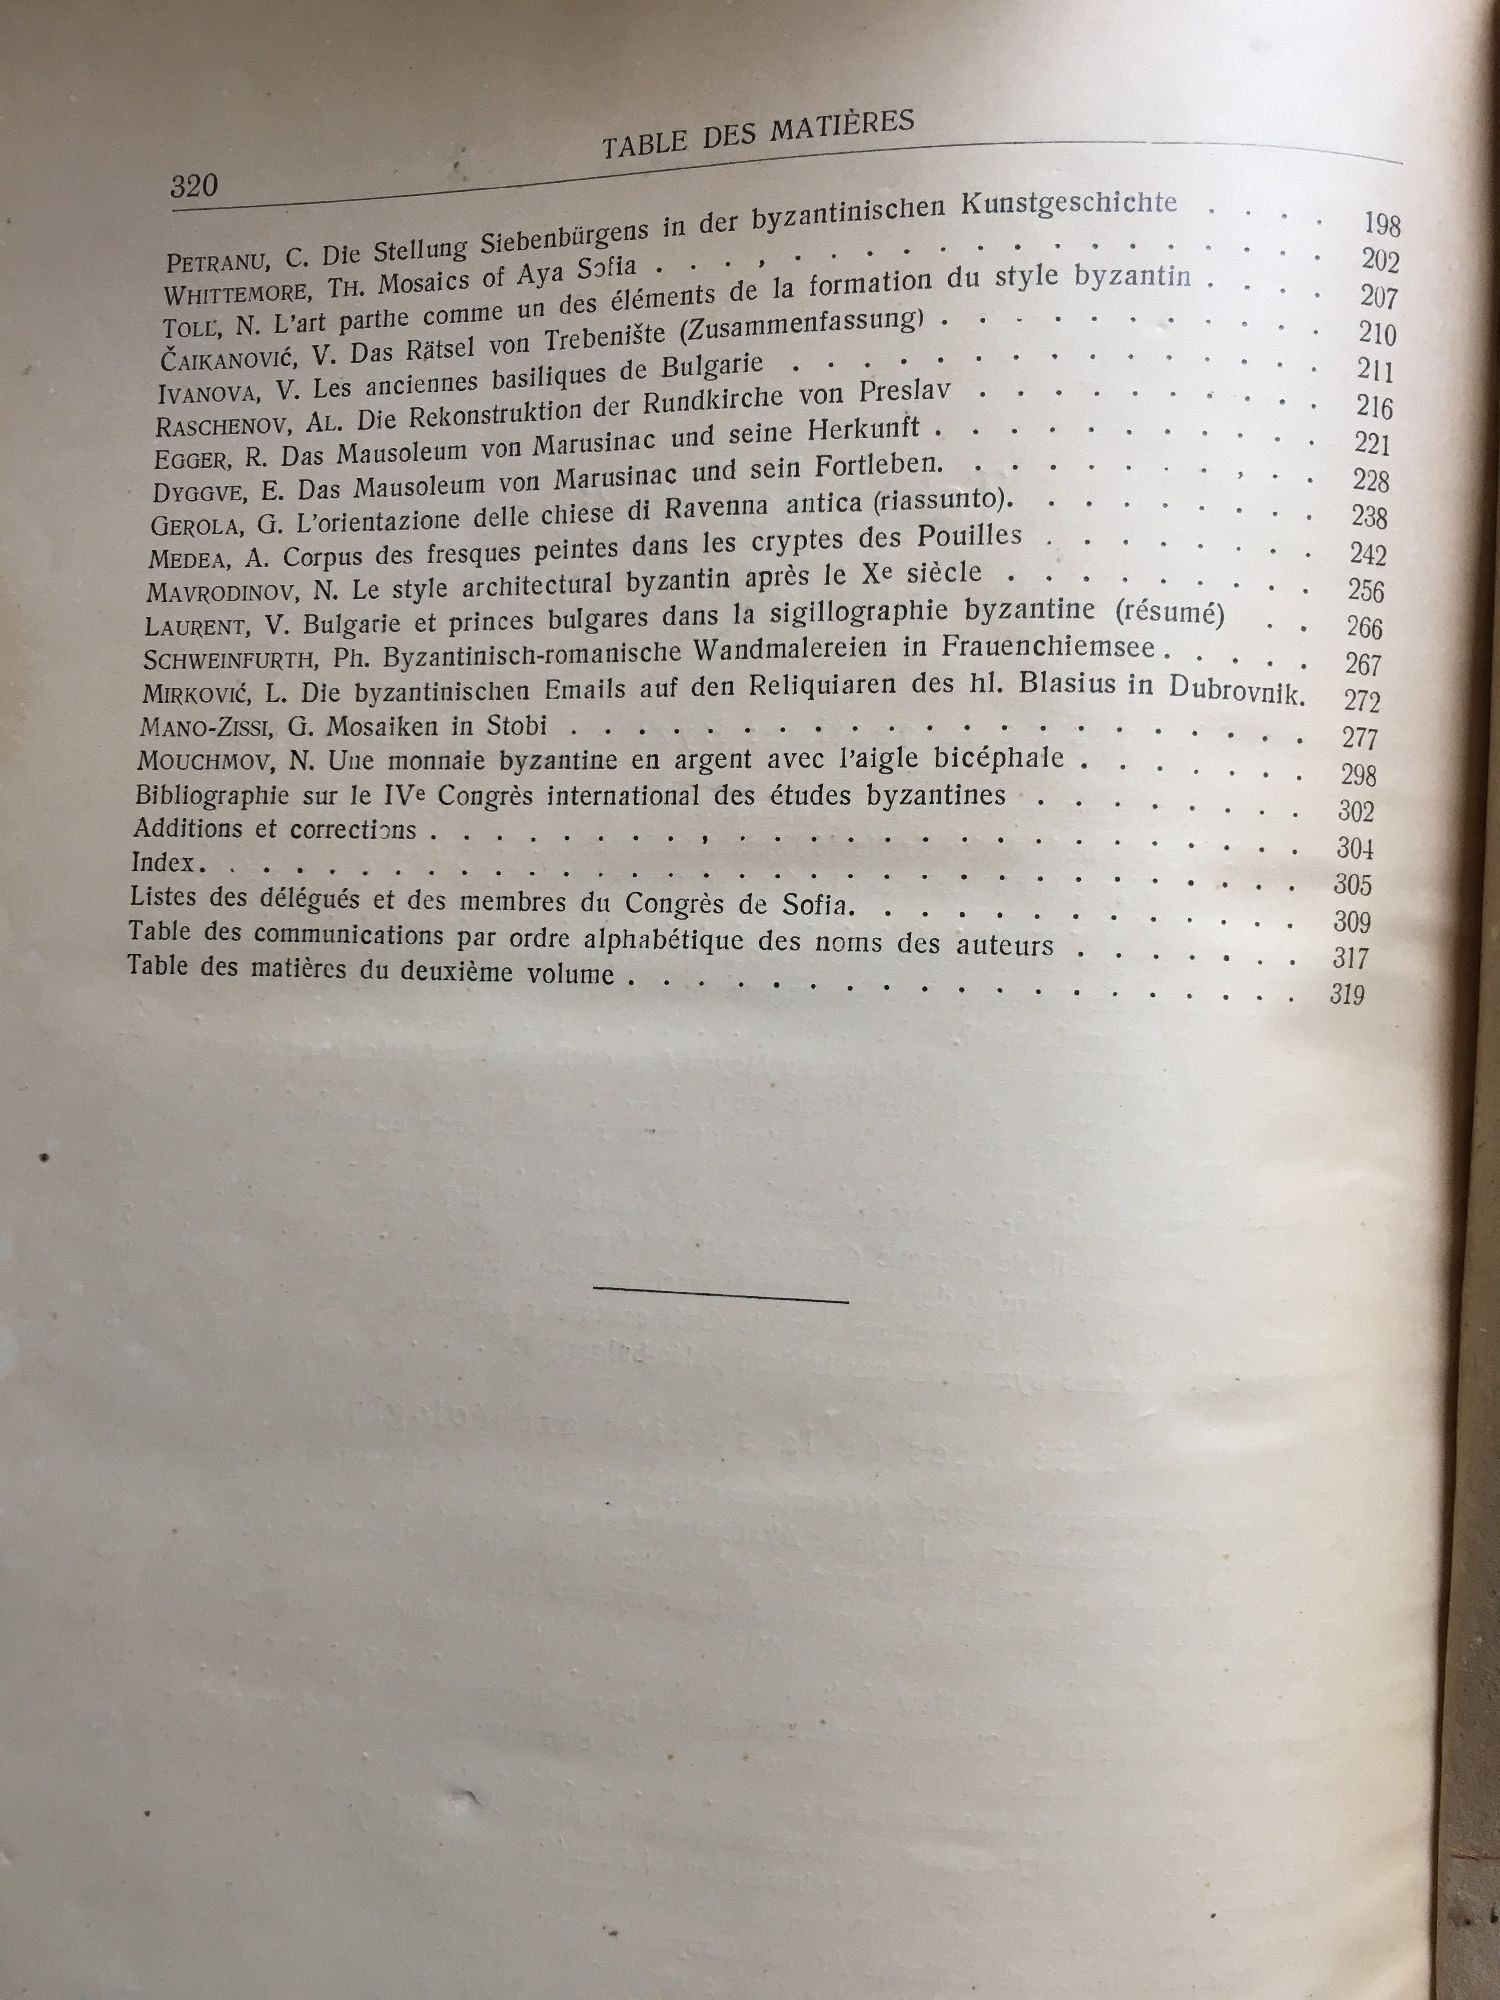 TABLE DES MATIÈRES
320
PETRANU, C. Die Stellung Siebenbürgens in der byzantinischen Kunstgeschichte . . . . 198
WHITTEMORE, TH. Mosaics of Aya Sofia . . . . . . . . . . . . . . . . . . . 202
TOLL', N. L'art parthe comme un des éléments de la formation du style byzantin . . . . 207
ČAIKANOVIĆ, V. Das Rätsel von Trebenište (Zusammenfassung) . . . . . . . . . . . 210
IVANOVA, V. Les anciennes basiliques de Bulgarie . . . . . . . . . . . . . . . 211
RASCHENOV, AL. Die Rekonstruktion der Rundkirche von Preslav . . . . . . . . . . 216
EGGER, R. Das Mausoleum von Marusinac und seine Herkunft . . . . . . . . . . . 221
DYGGVE, E. Das Mausoleum von Marusinac und sein Fortleben. . . . . . . . . . . 228
GEROLA, G. L'orientazione delle chiese di Ravenna antica (riassunto). . . . . . . . . 238
MEDEA, A. Corpus des fresques peintes dans les cryptes des Pouilles . . . . . . . . 242
MAVRODINOV, N. Le style architectural byzantin après le Xe siècle . . . . . . . . . 256
LAURENT, V. Bulgarie et princes bulgares dans la sigillographie byzantine (résumé) . . 266
SCHWEINFURTH, Ph. Byzantinisch-romanische Wandmalereien in Frauenchiemsee . . . . . 267
MIRKOVIĆ, L. Die byzantinischen Emails auf den Reliquiaren des hl. Blasius in Dubrovnik. 272
MANO-ZISSI, G. Mosaiken in Stobi . . . . . . . . . . . . . . . . . . . . . 277
MOUCHMOV, N. Une monnaie byzantine en argent avec l'aigle bicéphale . . . . . . . 298
Bibliographie sur le IVe Congrès international des études byzantines . . . . . . . . 302
Additions et corrections . . . . . . . . . . . . . . . . . . . . . . . . 304
Index. . . . . . . . . . . . . . . . . . . . . . . . . . . . . . . 305
Listes des délégués et des membres du Congrès de Sofia. . . . . . . . . . . . . 309
Table des communications par ordre alphabétique des noms des auteurs . . . . . . . 317
Table des matières du deuxième volume . . . . . . . . . . . . . . . . . . . 319